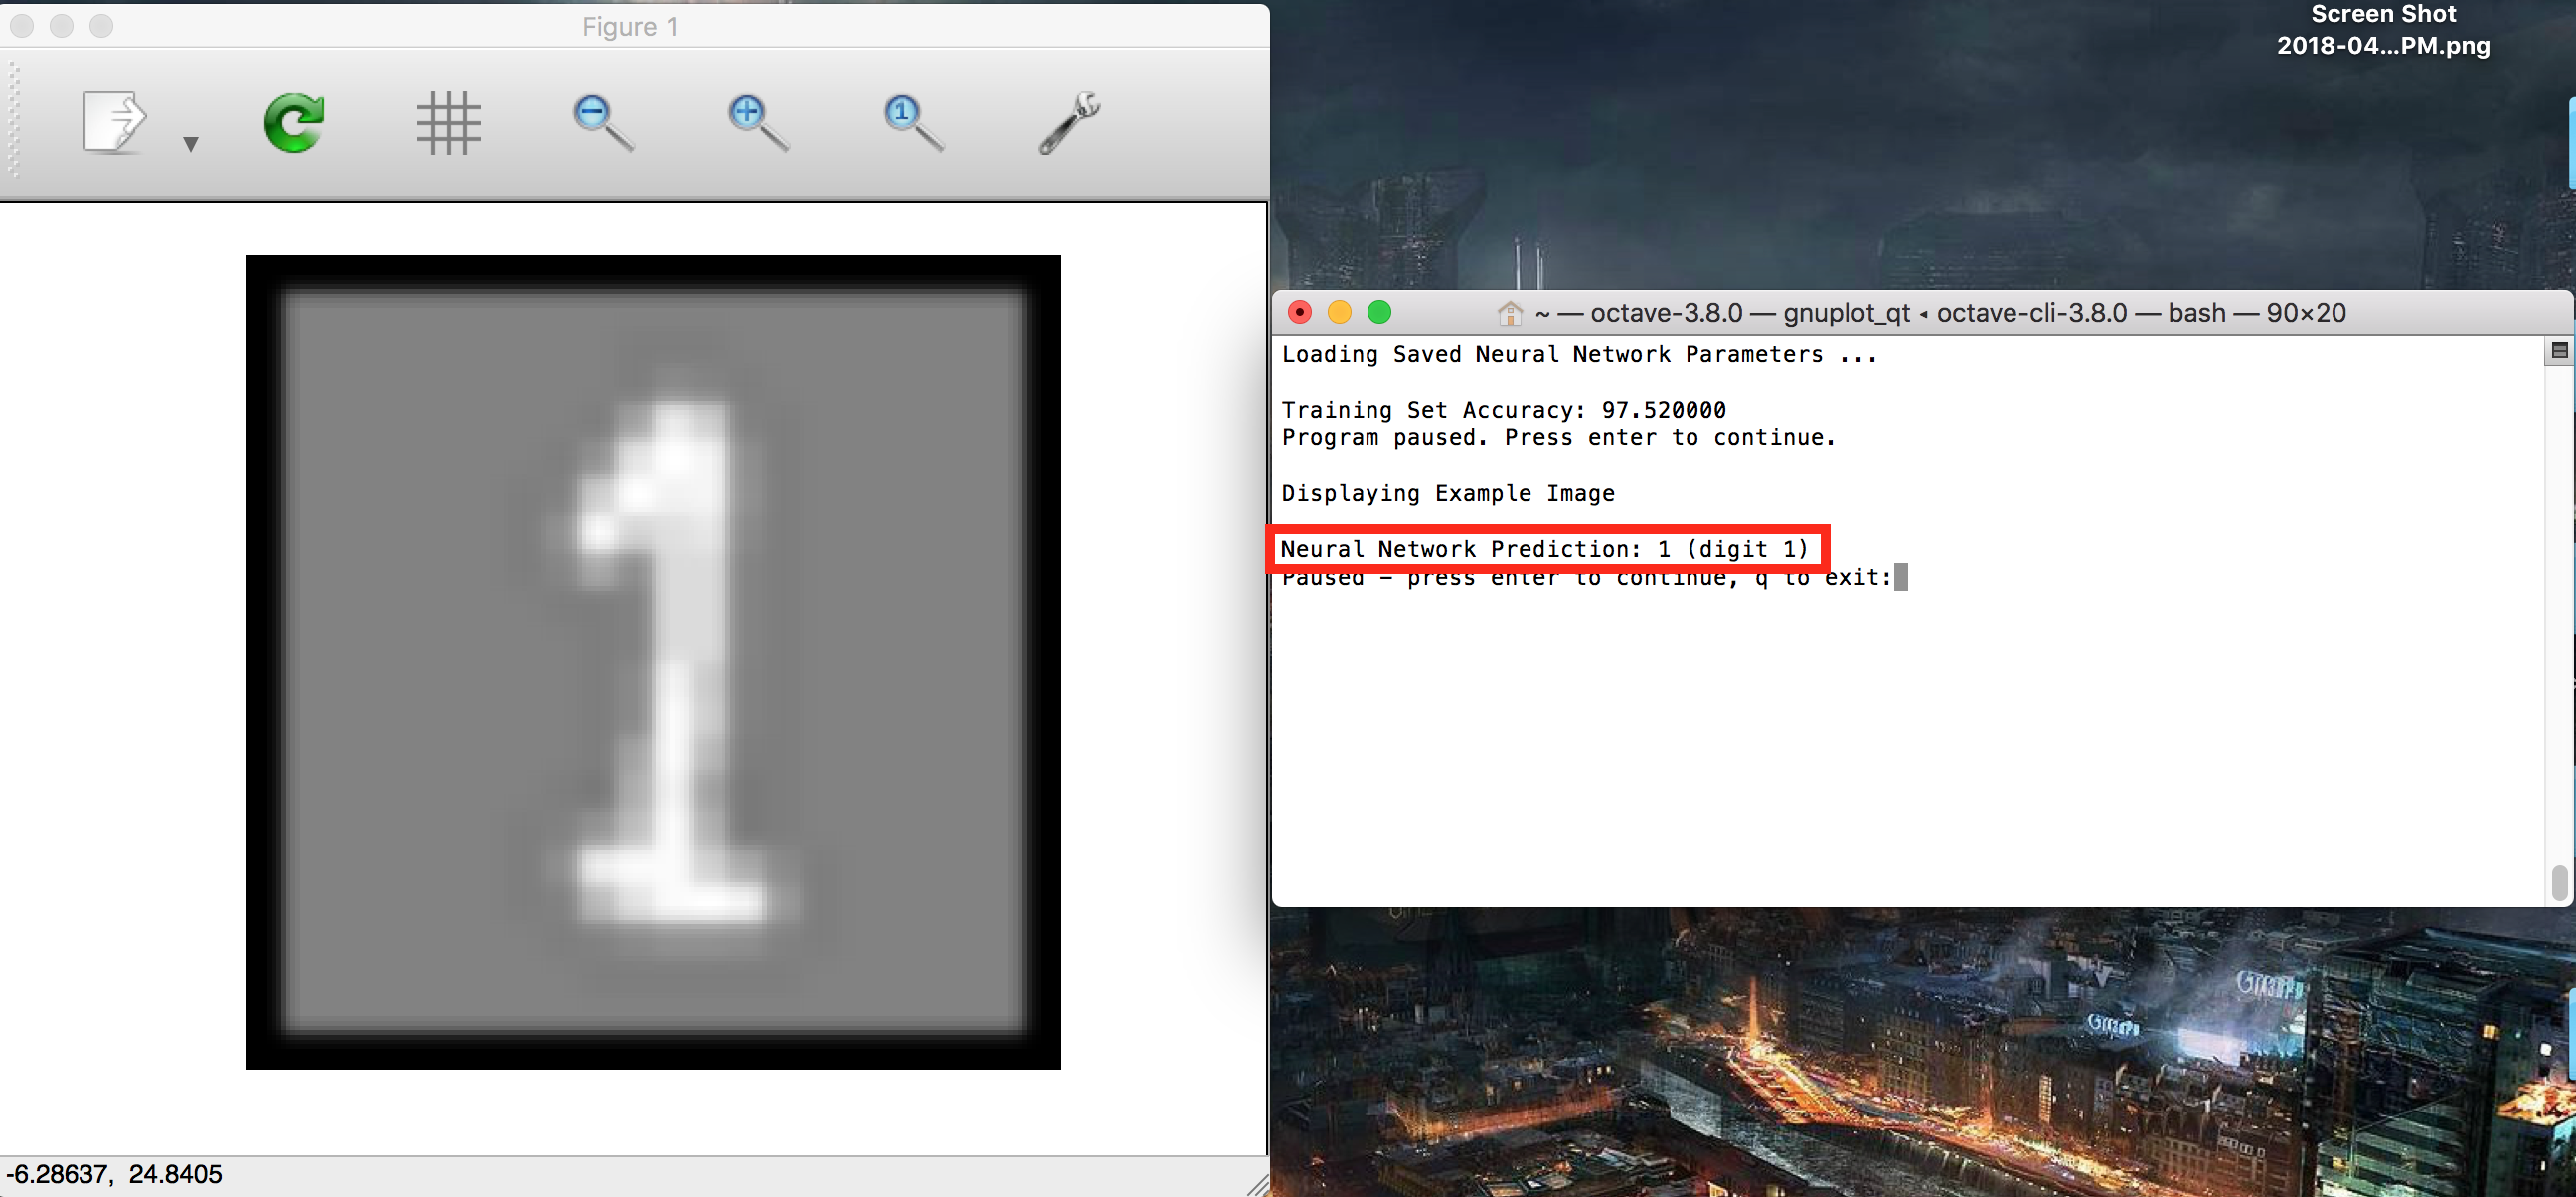 Figure 1
1
1
-6.28637, 24.8405
Screen Shot
2018-04...PM.png
~ — octave-3.8.0 — gnuplot_qt ◂ octave-cli-3.8.0 — bash — 90×20
Loading Saved Neural Network Parameters ...
Training Set Accuracy: 97.520000
Program paused. Press enter to continue.
Displaying Example Image
Neural Network Prediction: 1 (digit 1)
Paused - press enter to continue, q to exit: